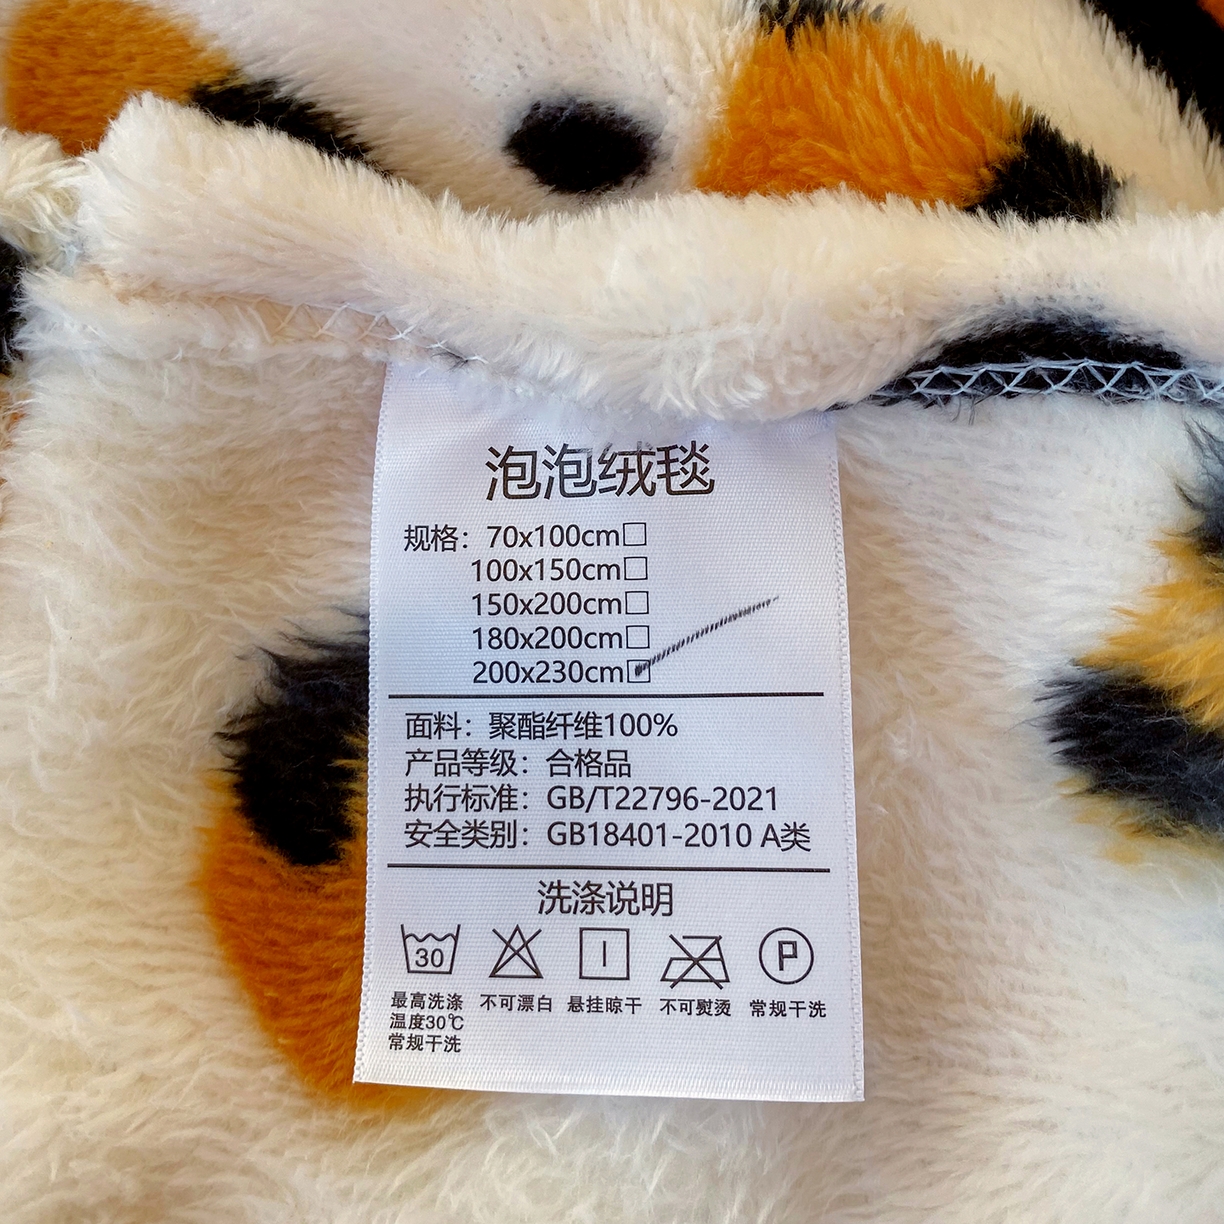 泡泡绒毯
规格：70x100cm□
100x150cm□
150x200cm□
180x200cm□
200x230cm☑
面料：聚酯纤维100%
产品等级：合格品
执行标准：GB/T22796-2021
安全类别：GB18401-2010 A类
洗涤说明
30
P
最高洗涤 不可漂白 悬挂晾干 不可熨烫 常规干洗
温度30℃
常规干洗